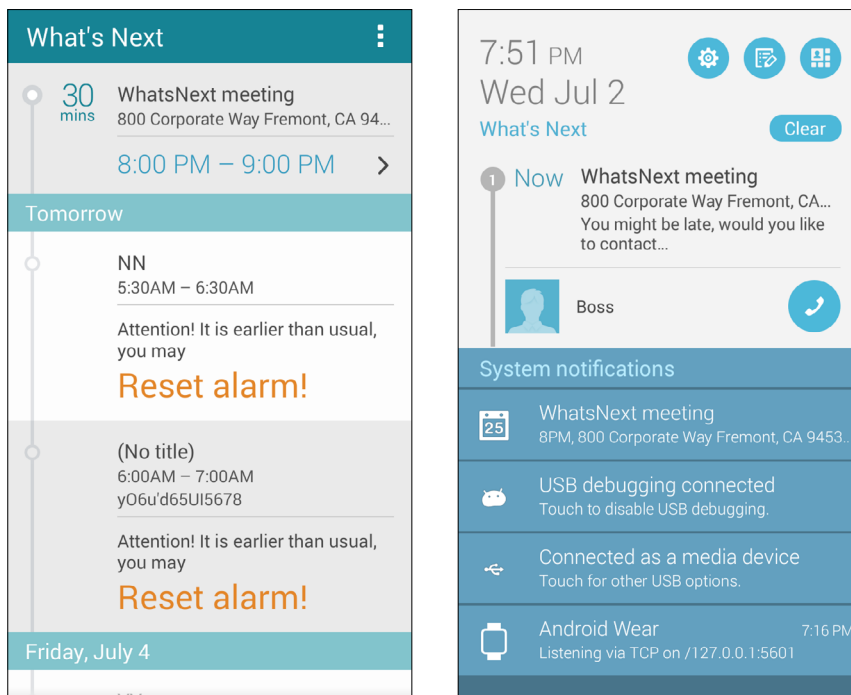 What's Next
30
mins
WhatsNext meeting
800 Corporate Way Fremont, CA 94...
8:00 PM – 9:00 PM
Tomorrow
NN
5:30AM – 6:30AM
Attention! It is earlier than usual,
you may
Reset alarm!
(No title)
6:00AM – 7:00AM
yO6u'd65UI5678
Attention! It is earlier than usual,
you may
Reset alarm!
Friday, July 4
7:51 PM
Wed Jul 2
What's Next
Clear
1
Now
WhatsNext meeting
800 Corporate Way Fremont, CA...
You might be late, would you like
to contact...
Boss
System notifications
25
WhatsNext meeting
8PM, 800 Corporate Way Fremont, CA 9453..
USB debugging connected
Touch to disable USB debugging.
Connected as a media device
Touch for other USB options.
Android Wear
7:16 PM
Listening via TCP on /127.0.0.1:5601